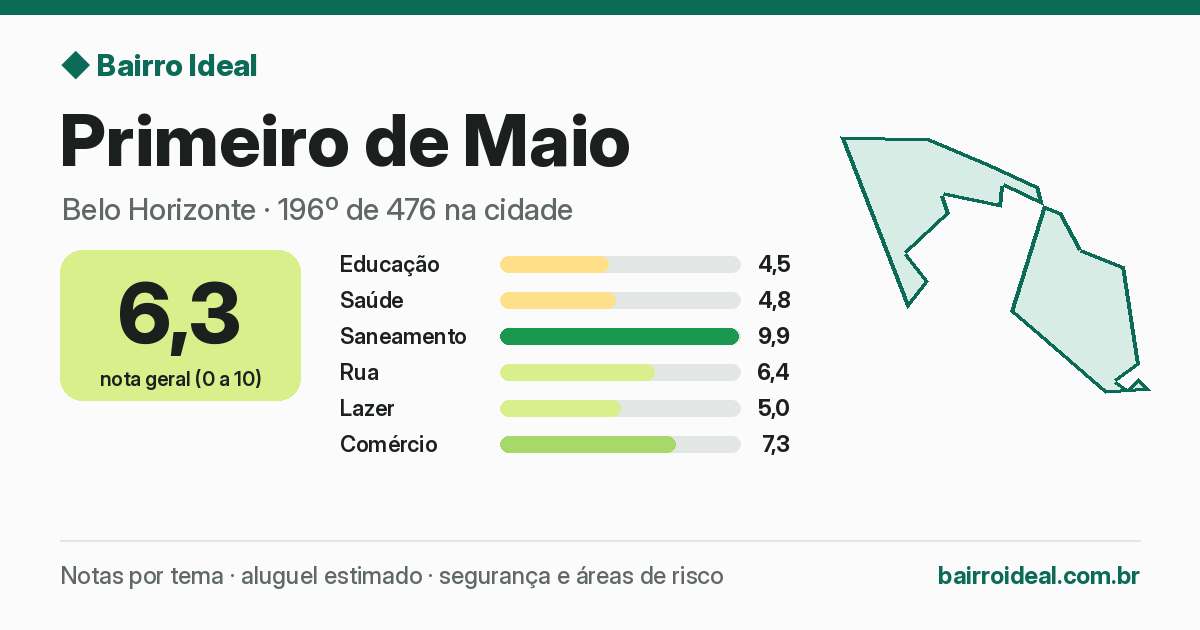 Bairro Ideal
Primeiro de Maio
Belo Horizonte · 196º de 476 na cidade
6,3
nota geral (0 a 10)
Educação 4,5
Saúde 4,8
Saneamento 9,9
Rua 6,4
Lazer 5,0
Comércio 7,3
Notas por tema · aluguel estimado · segurança e áreas de risco
bairroideal.com.br